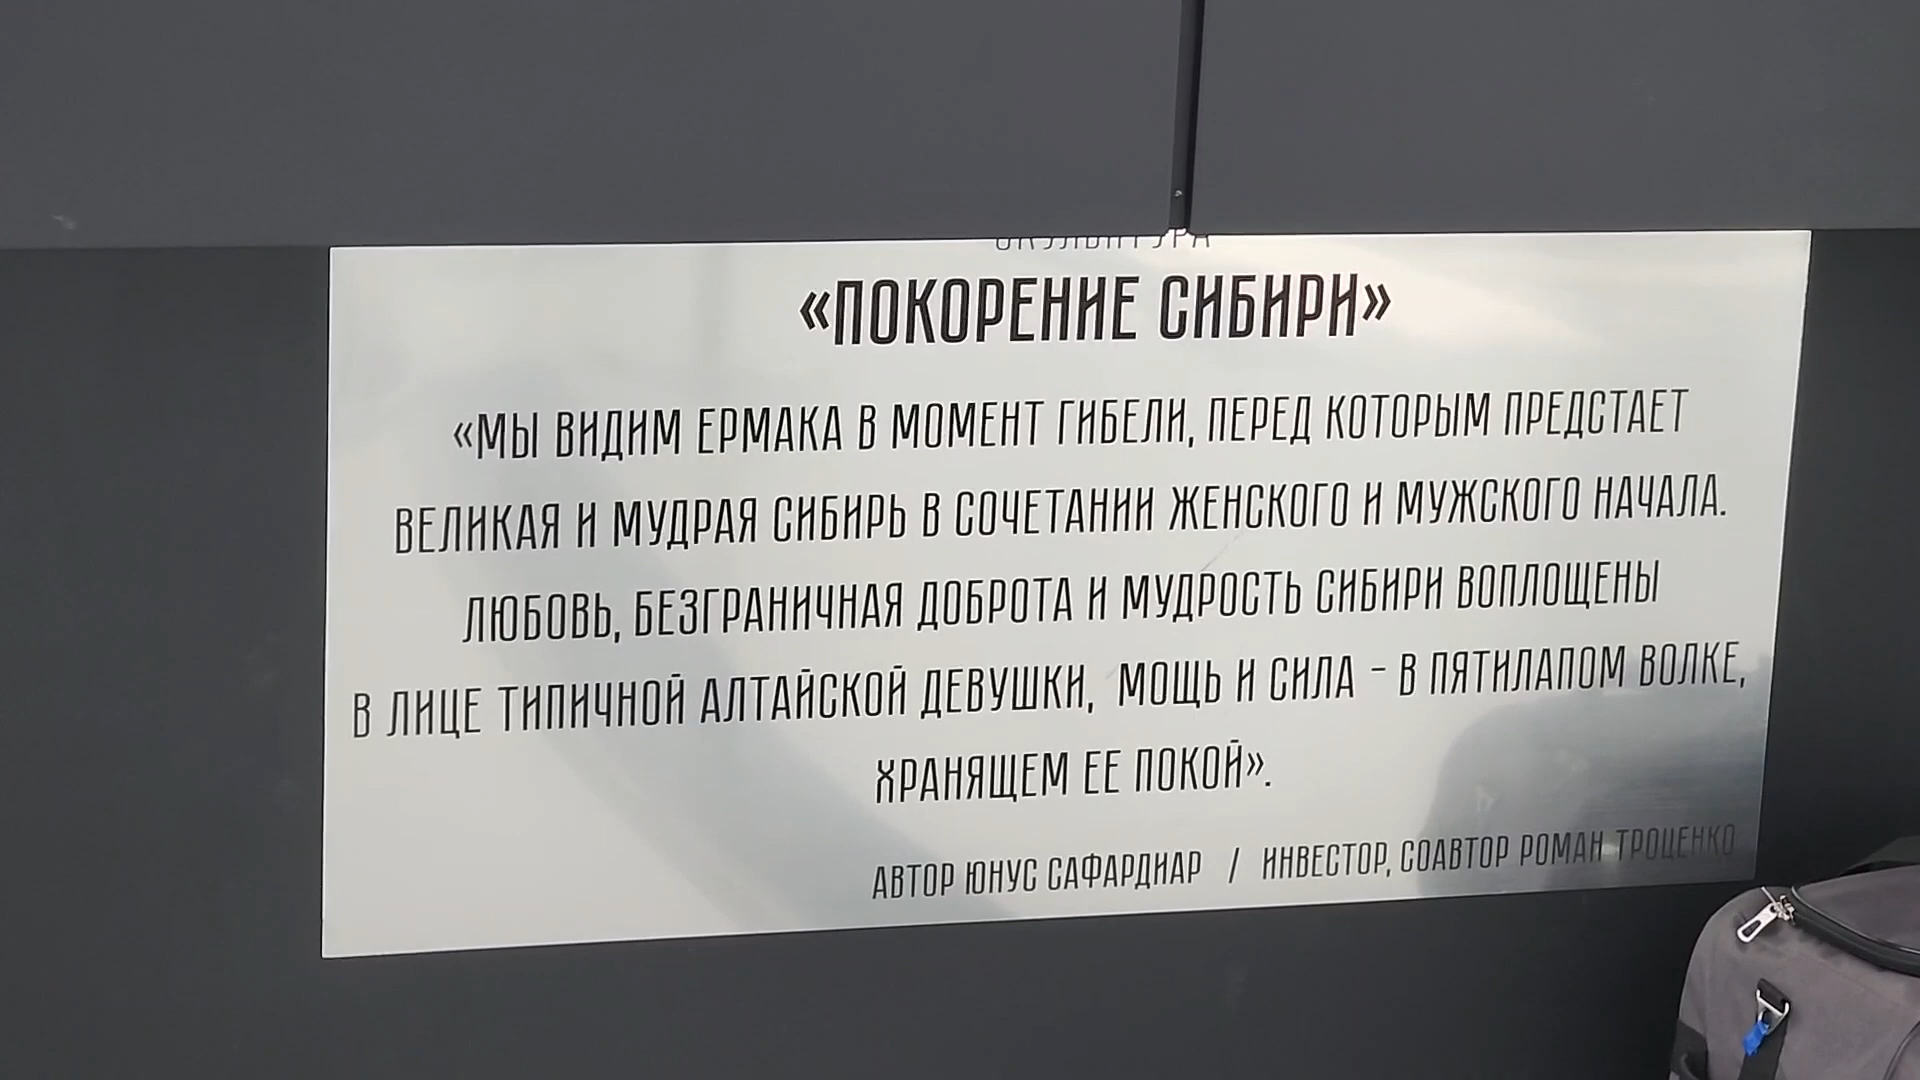 СКУЛЬПТУРА
«ПОКОРЕНИЕ СИБИРИ»
«МЫ ВИДИМ ЕРМАКА В МОМЕНТ ГИБЕЛИ, ПЕРЕД КОТОРЫМ ПРЕДСТАЕТ
ВЕЛИКАЯ И МУДРАЯ СИБИРЬ В СОЧЕТАНИИ ЖЕНСКОГО И МУЖСКОГО НАЧАЛА.
ЛЮБОВЬ, БЕЗГРАНИЧНАЯ ДОБРОТА И МУДРОСТЬ СИБИРИ ВОПЛОЩЕНЫ
В ЛИЦЕ ТИПИЧНОЙ АЛТАЙСКОЙ ДЕВУШКИ, МОЩЬ И СИЛА - В ПЯТИЛАПОМ ВОЛКЕ,
ХРАНЯЩЕМ ЕЕ ПОКОЙ».
АВТОР ЮНУС САФАРДИАР / ИНВЕСТОР, СОАВТОР РОМАН ТРОЦЕНКО